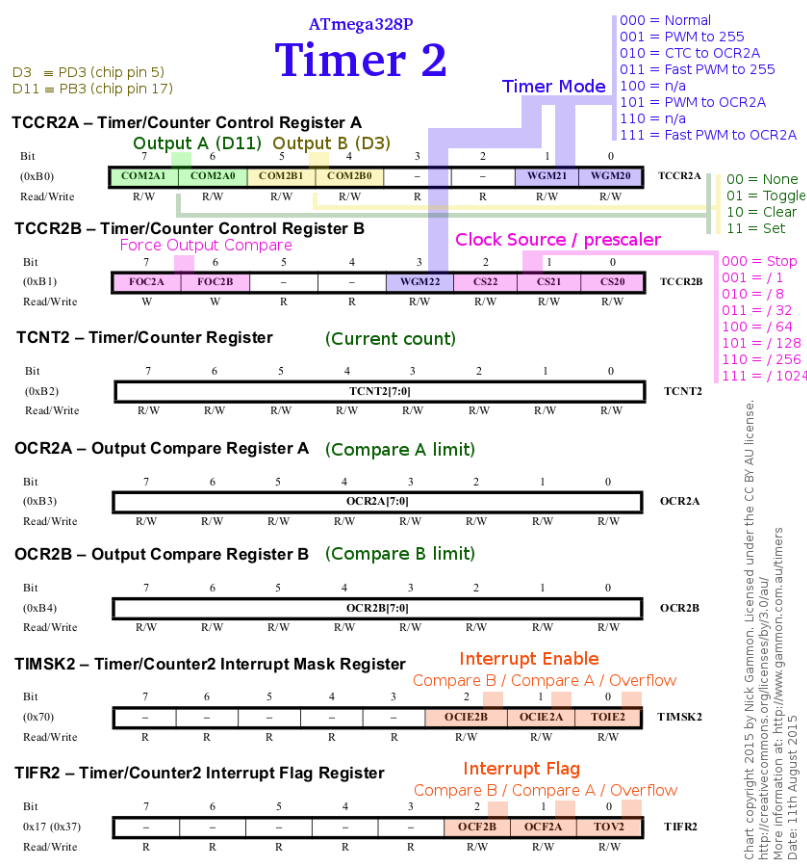 ATmega328P
Timer 2
D3 = PD3 (chip pin 5)
D11 = PB3 (chip pin 17)
Timer Mode
000 = Normal
001 = PWM to 255
010 = CTC to OCR2A
011 = Fast PWM to 255
100 = n/a
101 = PWM to OCR2A
110 = n/a
111 = Fast PWM to OCR2A
TCCR2A – Timer/Counter Control Register A
Output A (D11) Output B (D3)
Bit 7 6 5 4 3 2 1 0
(0xB0) COM2A1 COM2A0 COM2B1 COM2B0 – – WGM21 WGM20 TCCR2A
Read/Write R/W R/W R/W R/W R R R/W R/W
00 = None
01 = Toggle
10 = Clear
11 = Set
TCCR2B – Timer/Counter Control Register B
Force Output Compare
Clock Source / prescaler
Bit 7 6 5 4 3 2 1 0
(0xB1) FOC2A FOC2B – – WGM22 CS22 CS21 CS20 TCCR2B
Read/Write W W R R R/W R/W R/W R/W
000 = Stop
001 = / 1
010 = / 8
011 = / 32
100 = / 64
101 = / 128
110 = / 256
111 = / 1024
TCNT2 – Timer/Counter Register (Current count)
Bit 7 6 5 4 3 2 1 0
(0xB2) TCNT2[7:0] TCNT2
Read/Write R/W R/W R/W R/W R/W R/W R/W R/W
OCR2A – Output Compare Register A (Compare A limit)
Bit 7 6 5 4 3 2 1 0
(0xB3) OCR2A[7:0] OCR2A
Read/Write R/W R/W R/W R/W R/W R/W R/W R/W
OCR2B – Output Compare Register B (Compare B limit)
Bit 7 6 5 4 3 2 1 0
(0xB4) OCR2B[7:0] OCR2B
Read/Write R/W R/W R/W R/W R/W R/W R/W R/W
TIMSK2 – Timer/Counter2 Interrupt Mask Register
Interrupt Enable
Compare B / Compare A / Overflow
Bit 7 6 5 4 3 2 1 0
(0x70) – – – – – OCIE2B OCIE2A TOIE2 TIMSK2
Read/Write R R R R R R/W R/W R/W
TIFR2 – Timer/Counter2 Interrupt Flag Register
Interrupt Flag
Compare B / Compare A / Overflow
Bit 7 6 5 4 3 2 1 0
0x17 (0x37) – – – – – OCF2B OCF2A TOV2 TIFR2
Read/Write R R R R R R/W R/W R/W
Chart copyright 2015 by Nick Gammon. Licensed under the CC BY AU license.
http://creativecommons.org/licenses/by/3.0/au/
More information at: http://www.gammon.com.au/timers
Date: 11th August 2015